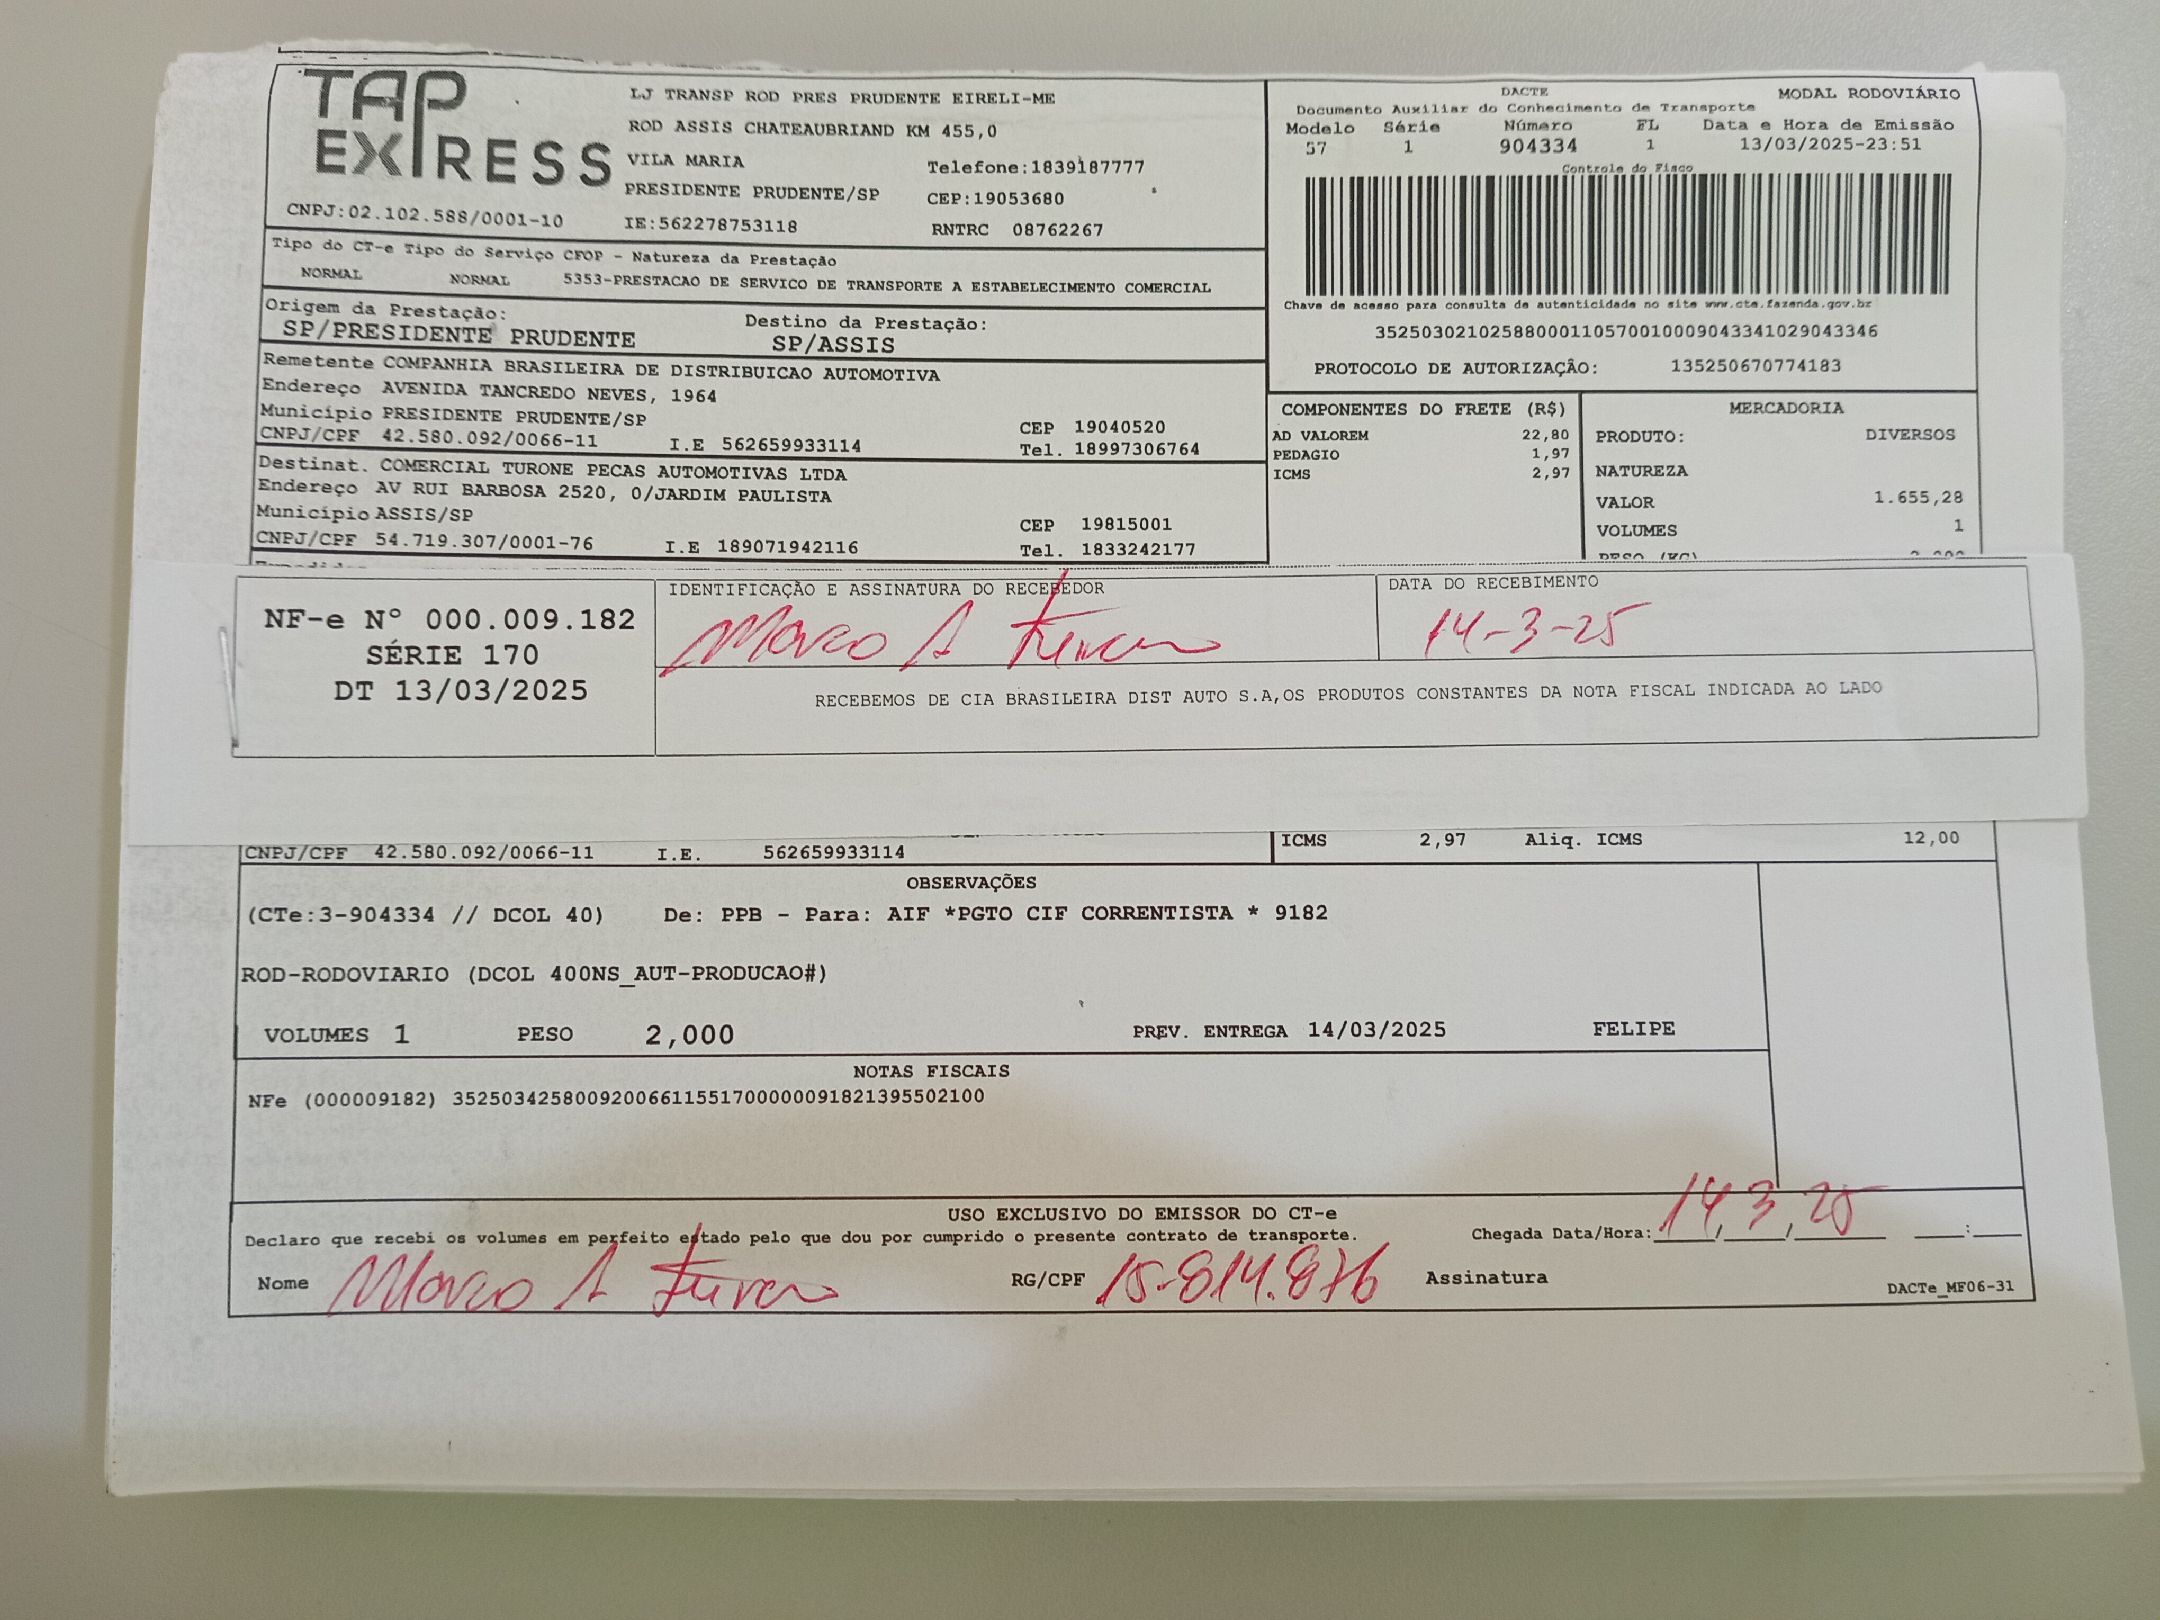 TAP EXPRESS
LJ TRANSP ROD PRES PRUDENTE EIRELI-ME
ROD ASSIS CHATEAUBRIAND KM 455,0
VILA MARIA Telefone:1839187777
PRESIDENTE PRUDENTE/SP CEP:19053680
CNPJ:02.102.588/0001-10 IE:562278753118 RNTRC 08762267
DACTE MODAL RODOVIÁRIO
Documento Auxiliar do Conhecimento de Transporte
Modelo Série Número FL Data e Hora de Emissão
57 1 904334 1 13/03/2025-23:51
Controle do Fisco
Chave de acesso para consulta de autenticidade no site www.cte.fazenda.gov.br
35250302102588000110570010009043341029043346
PROTOCOLO DE AUTORIZAÇÃO: 135250670774183
Tipo do CT-e Tipo do Serviço CFOP - Natureza da Prestação
NORMAL NORMAL 5353-PRESTACAO DE SERVICO DE TRANSPORTE A ESTABELECIMENTO COMERCIAL
Origem da Prestação: Destino da Prestação:
SP/PRESIDENTE PRUDENTE SP/ASSIS
Remetente COMPANHIA BRASILEIRA DE DISTRIBUICAO AUTOMOTIVA
Endereço AVENIDA TANCREDO NEVES, 1964
Município PRESIDENTE PRUDENTE/SP CEP 19040520
CNPJ/CPF 42.580.092/0066-11 I.E 562659933114 Tel. 18997306764
Destinat. COMERCIAL TURONE PECAS AUTOMOTIVAS LTDA
Endereço AV RUI BARBOSA 2520, 0/JARDIM PAULISTA
Município ASSIS/SP CEP 19815001
CNPJ/CPF 54.719.307/0001-76 I.E 189071942116 Tel. 1833242177
COMPONENTES DO FRETE (R$)
AD VALOREM 22,80
PEDAGIO 1,97
ICMS 2,97
MERCADORIA
PRODUTO: DIVERSOS
NATUREZA
VALOR 1.655,28
VOLUMES 1
PESO (KG)
NF-e Nº 000.009.182
SÉRIE 170
DT 13/03/2025
IDENTIFICAÇÃO E ASSINATURA DO RECEBEDOR
Marco A
DATA DO RECEBIMENTO
14-3-25
RECEBEMOS DE CIA BRASILEIRA DIST AUTO S.A,OS PRODUTOS CONSTANTES DA NOTA FISCAL INDICADA AO LADO
CNPJ/CPF 42.580.092/0066-11 I.E. 562659933114
ICMS 2,97 Aliq. ICMS 12,00
OBSERVAÇÕES
(CTe:3-904334 // DCOL 40) De: PPB - Para: AIF *PGTO CIF CORRENTISTA * 9182
ROD-RODOVIARIO (DCOL 400NS_AUT-PRODUCAO#)
VOLUMES 1 PESO 2,000 PREV. ENTREGA 14/03/2025 FELIPE
NOTAS FISCAIS
NFe (000009182) 35250342580092006611551700000091821395502100
USO EXCLUSIVO DO EMISSOR DO CT-e
Declaro que recebi os volumes em perfeito estado pelo que dou por cumprido o presente contrato de transporte. Chegada Data/Hora: 14/3/25 :
Nome Marco A RG/CPF 15.814.876 Assinatura
DACTe_MF06-31